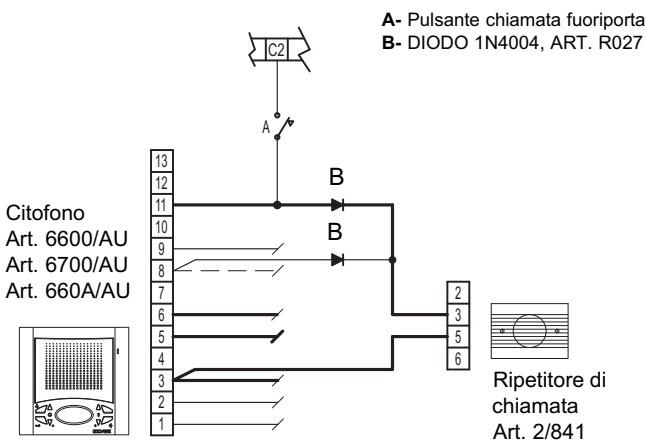 A- Pulsante chiamata fuoriporta
B- DIODO 1N4004, ART. R027
C2
A
B
B
Citofono
Art. 6600/AU
Art. 6700/AU
Art. 660A/AU
13
12
11
10
9
8
7
6
5
4
3
2
1
2
3
5
6
Ripetitore di
chiamata
Art. 2/841